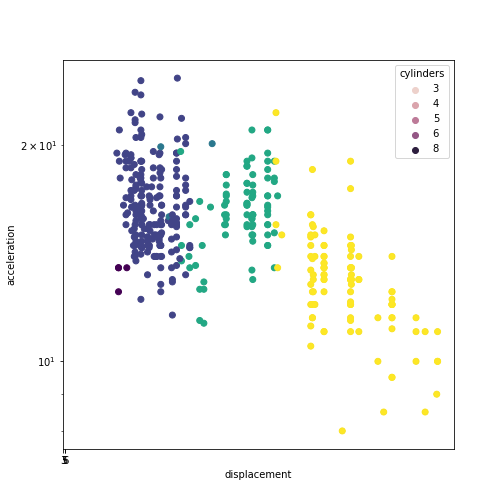 cylinders
3
4
5
6
8
2 × 10¹
10¹
acceleration
displacement